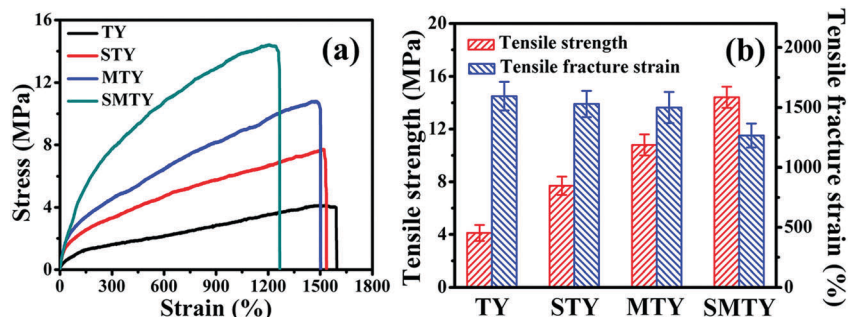 TY
STY
MTY
SMTY
(a)
16
12
8
4
0
Stress (MPa)
0 300 600 900 1200 1500 1800
Strain (%)
Tensile strength
Tensile fracture strain
(b)
20
16
12
8
4
0
Tensile strength (MPa)
2000
1500
1000
500
0
Tensile fracture strain (%)
TY STY MTY SMTY